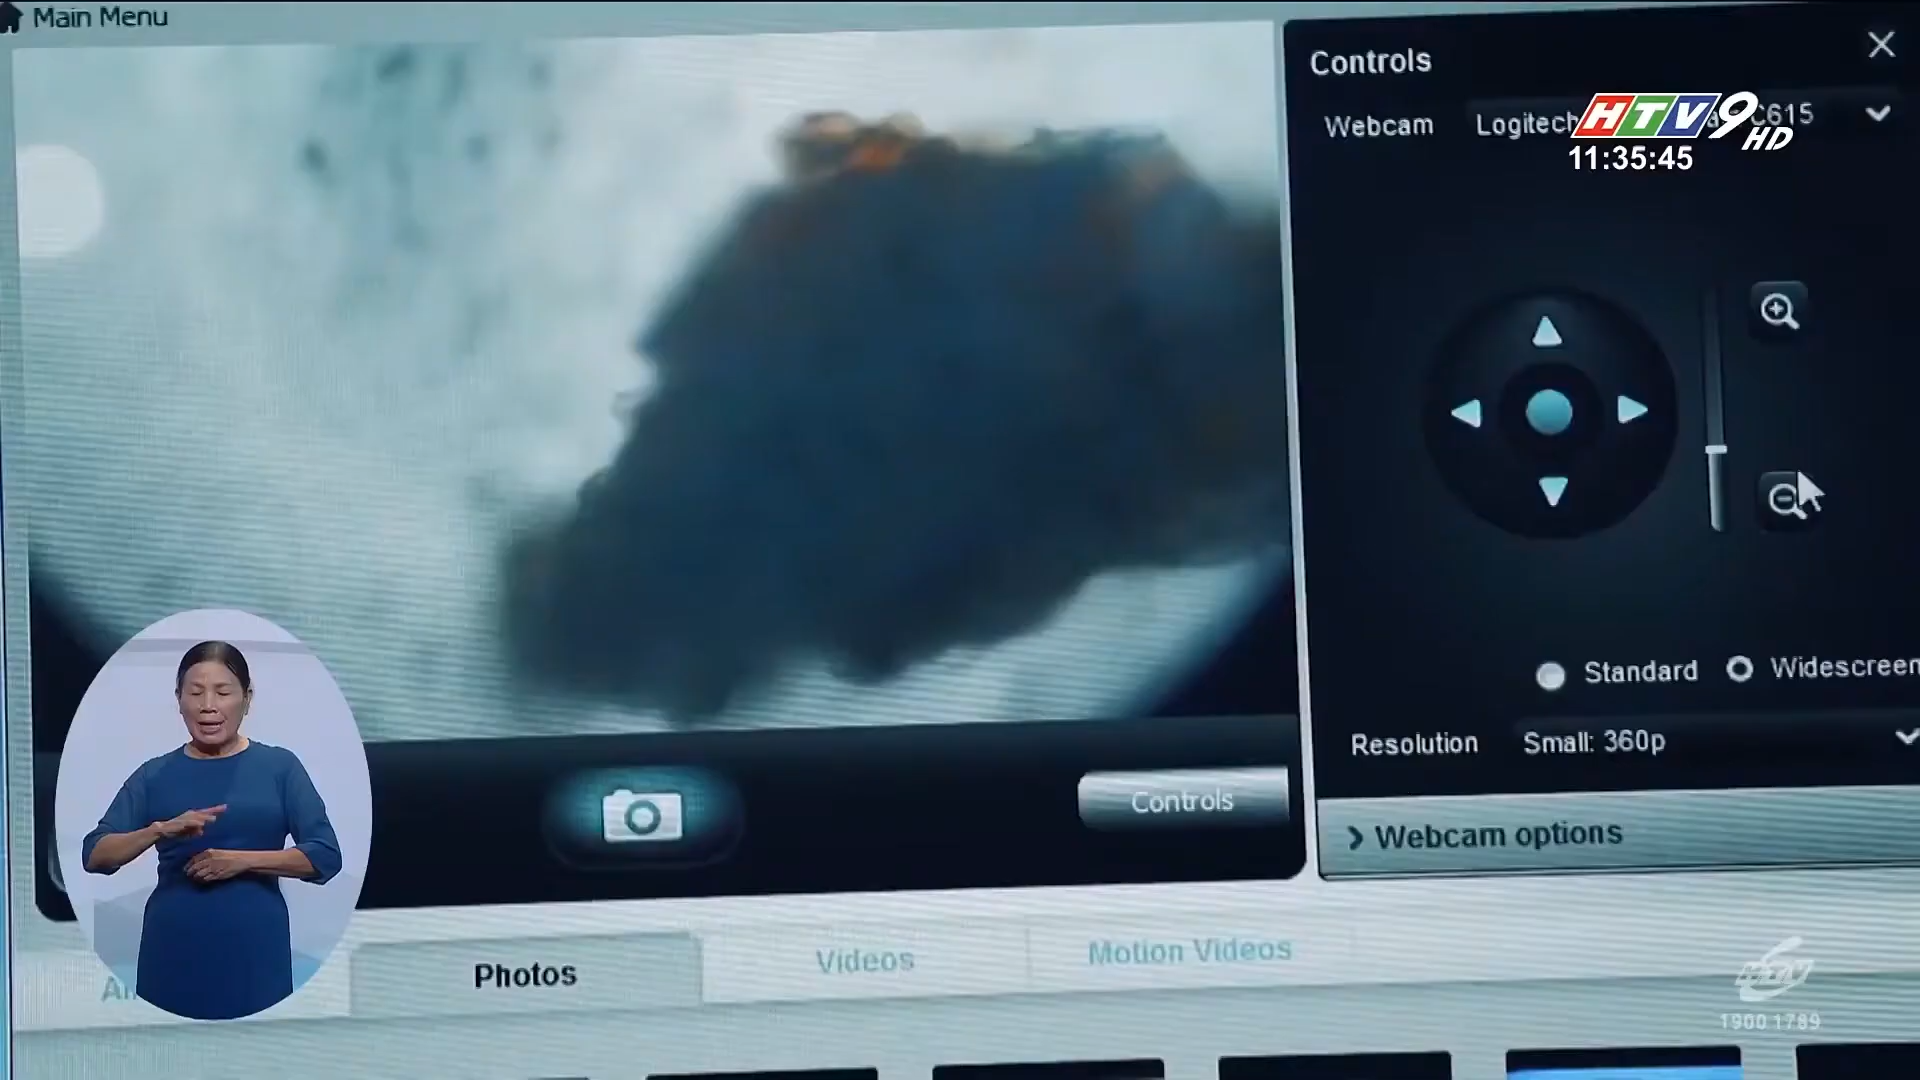 Main Menu
Controls
Webcam
Logitech
C615
HTV9
HD
11:35:45
Standard
Widescreen
Resolution
Small: 360p
Controls
Webcam options
Photos
Videos
Motion Videos
HTV
1900 1789